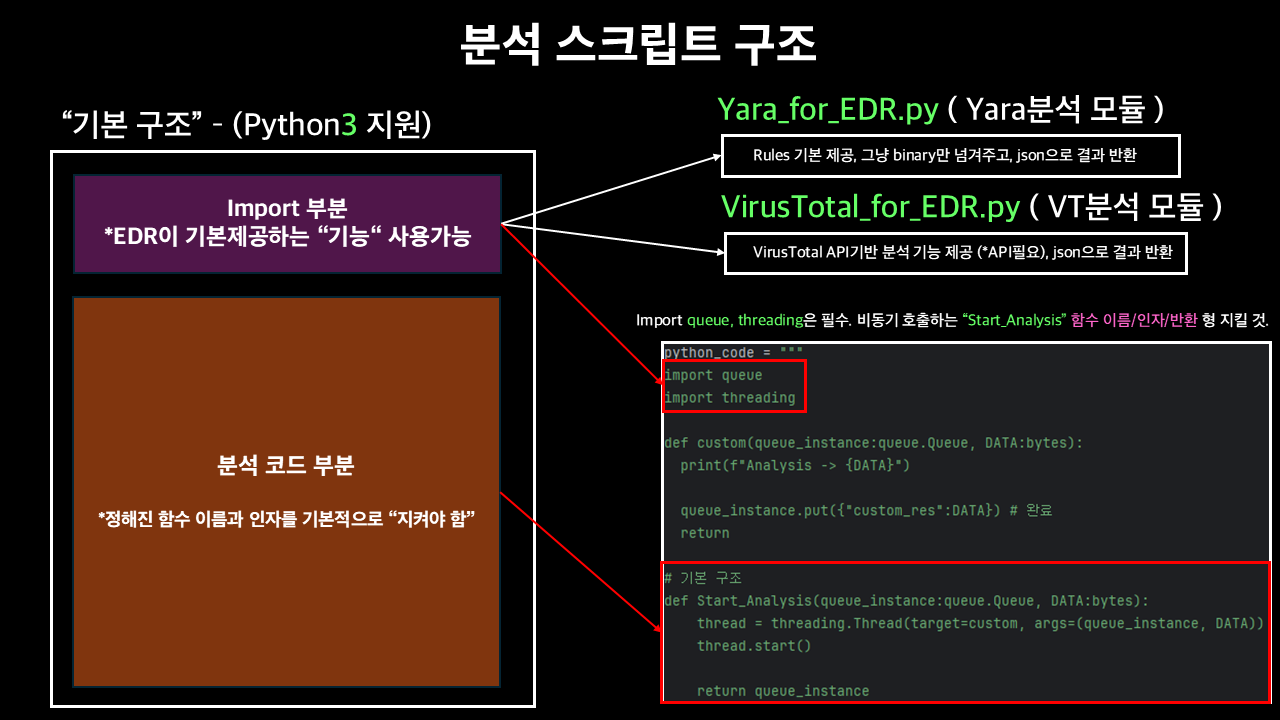 분석 스크립트 구조
“기본 구조” - (Python3 지원)
Import 부분
*EDR이 기본제공하는 “기능“ 사용가능
분석 코드 부분
*정해진 함수 이름과 인자를 기본적으로 “지켜야 함”
Yara_for_EDR.py ( Yara분석 모듈 )
Rules 기본 제공, 그냥 binary만 넘겨주고, json으로 결과 반환
VirusTotal_for_EDR.py ( VT분석 모듈 )
VirusTotal API기반 분석 기능 제공 (*API필요), json으로 결과 반환
Import queue, threading은 필수. 비동기 호출하는 “Start_Analysis” 함수 이름/인자/반환 형 지킬 것.
python_code = """
import queue
import threading
def custom(queue_instance:queue.Queue, DATA:bytes):
print(f"Analysis -> {DATA}")
queue_instance.put({"custom_res":DATA}) # 완료
return
# 기본 구조
def Start_Analysis(queue_instance:queue.Queue, DATA:bytes):
thread = threading.Thread(target=custom, args=(queue_instance, DATA))
thread.start()
return queue_instance